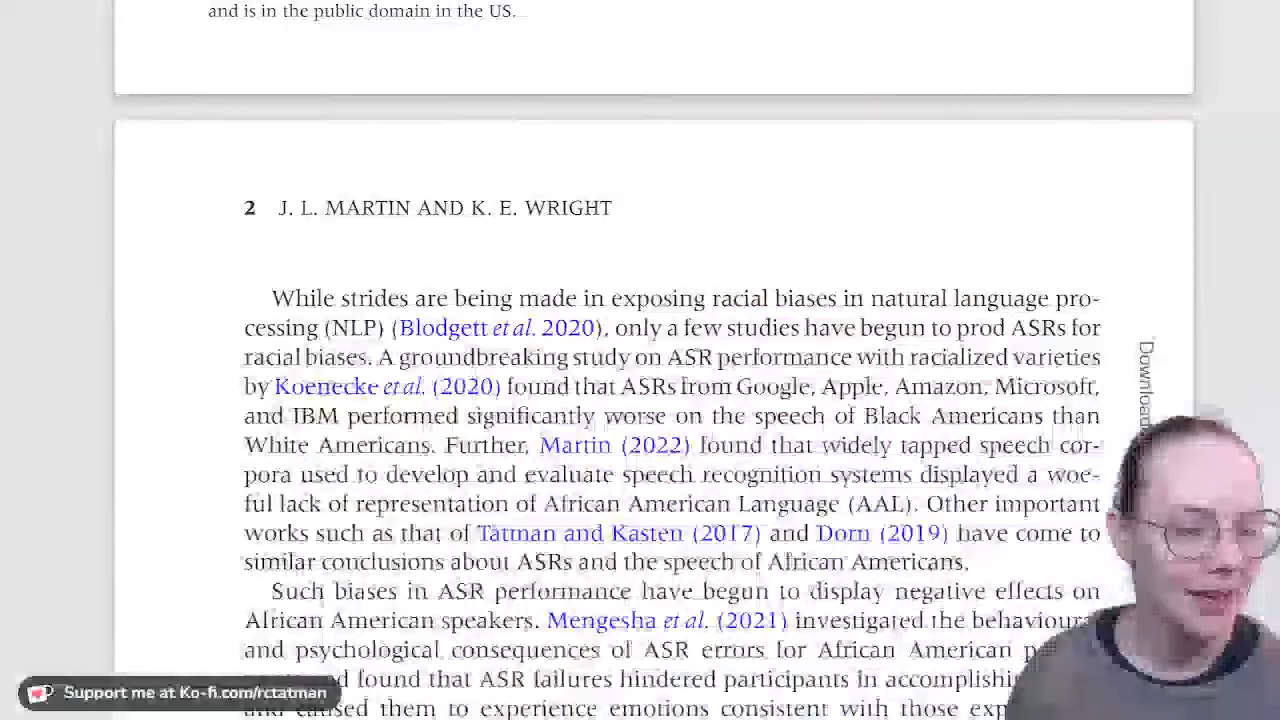 and is in the public domain in the US.
2 J. L. MARTIN AND K. E. WRIGHT
While strides are being made in exposing racial biases in natural language pro-
cessing (NLP) (Blodgett et al. 2020), only a few studies have begun to prod ASRs for
racial biases. A groundbreaking study on ASR performance with racialized varieties
by Koenecke et al. (2020) found that ASRs from Google, Apple, Amazon, Microsoft,
and IBM performed significantly worse on the speech of Black Americans than
White Americans. Further, Martin (2022) found that widely tapped speech cor-
pora used to develop and evaluate speech recognition systems displayed a woe-
ful lack of representation of African American Language (AAL). Other important
works such as that of Tatman and Kasten (2017) and Dorn (2019) have come to
similar conclusions about ASRs and the speech of African Americans.
Such biases in ASR performance have begun to display negative effects on
African American speakers. Mengesha et al. (2021) investigated the behavioura
and psychological consequences of ASR errors for African American
found that ASR failures hindered participants in
caused them to experience emotions consistent with those
Support me at Ko-fi.com/rctatman